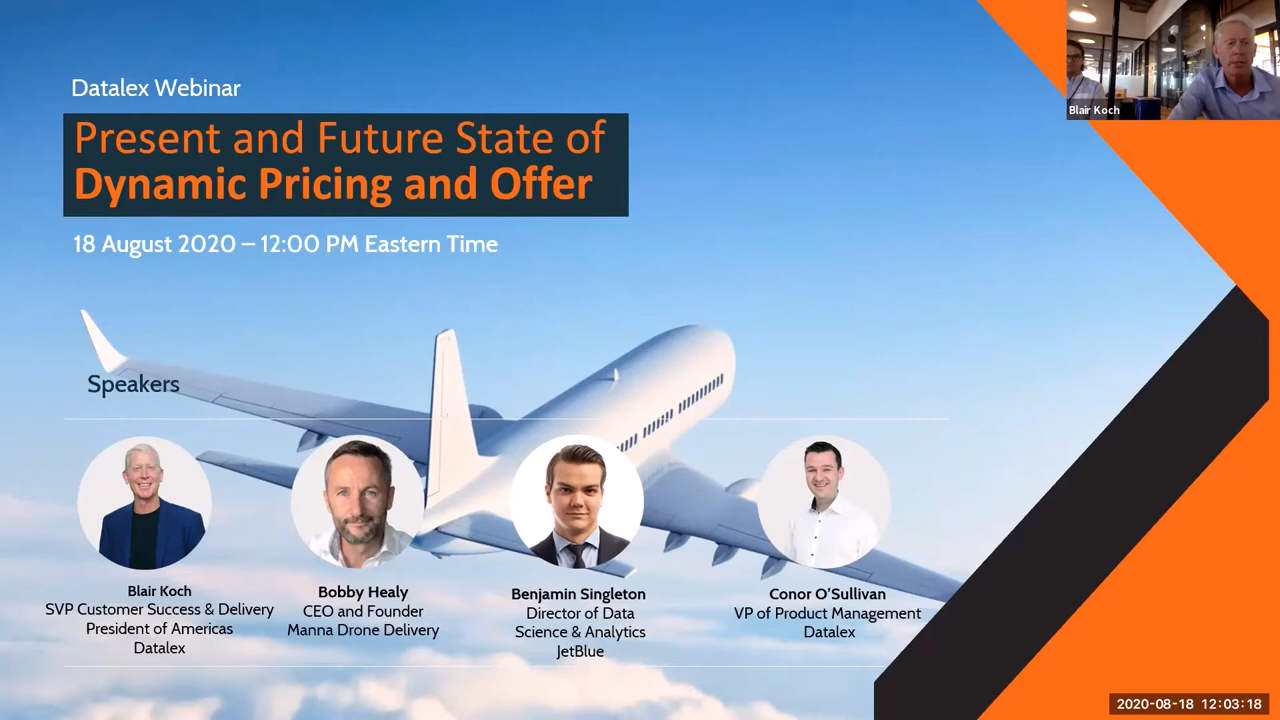 Datalex Webinar
Present and Future State of
Dynamic Pricing and Offer
18 August 2020 – 12:00 PM Eastern Time
Blair Koch
Speakers
Blair Koch
SVP Customer Success & Delivery
President of Americas
Datalex
Bobby Healy
CEO and Founder
Manna Drone Delivery
Benjamin Singleton
Director of Data
Science & Analytics
JetBlue
Conor O'Sullivan
VP of Product Management
Datalex
2020-08-18 12:03:18